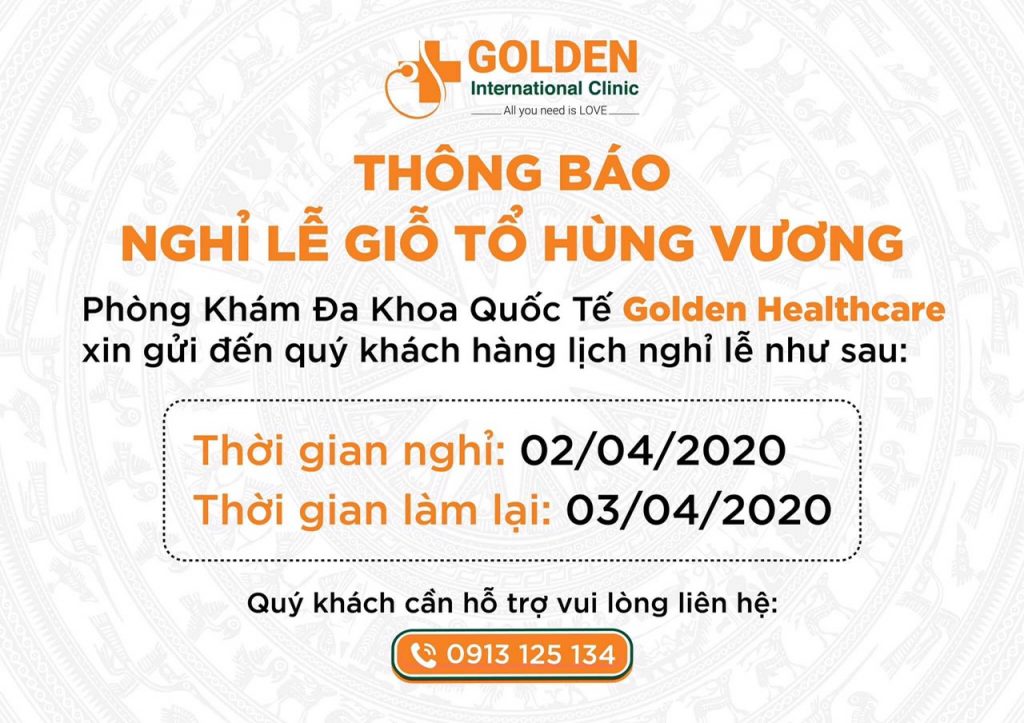 GOLDEN
International Clinic
All you need is LOVE
THÔNG BÁO
NGHỈ LỄ GIỖ TỔ HÙNG VƯƠNG
Phòng Khám Đa Khoa Quốc Tế Golden Healthcare
xin gửi đến quý khách hàng lịch nghỉ lễ như sau:
Thời gian nghỉ: 02/04/2020
Thời gian làm lại: 03/04/2020
Quý khách cần hỗ trợ vui lòng liên hệ:
0913 125 134